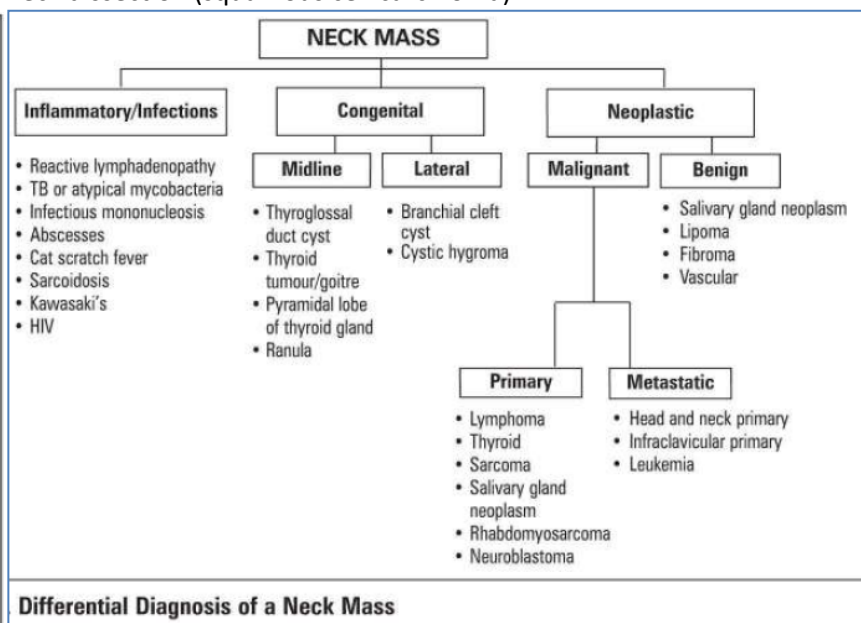 NECK MASS
Inflammatory/Infections
• Reactive lymphadenopathy
• TB or atypical mycobacteria
• Infectious mononucleosis
• Abscesses
• Cat scratch fever
• Sarcoidosis
• Kawasaki's
• HIV
Congenital
Midline
• Thyroglossal
duct cyst
• Thyroid
tumour/goitre
• Pyramidal lobe
of thyroid gland
• Ranula
Lateral
• Branchial cleft
cyst
• Cystic hygroma
Neoplastic
Malignant
Benign
• Salivary gland neoplasm
• Lipoma
• Fibroma
• Vascular
Primary
• Lymphoma
• Thyroid
• Sarcoma
• Salivary gland
neoplasm
• Rhabdomyosarcoma
• Neuroblastoma
Metastatic
• Head and neck primary
• Infraclavicular primary
• Leukemia
Differential Diagnosis of a Neck Mass